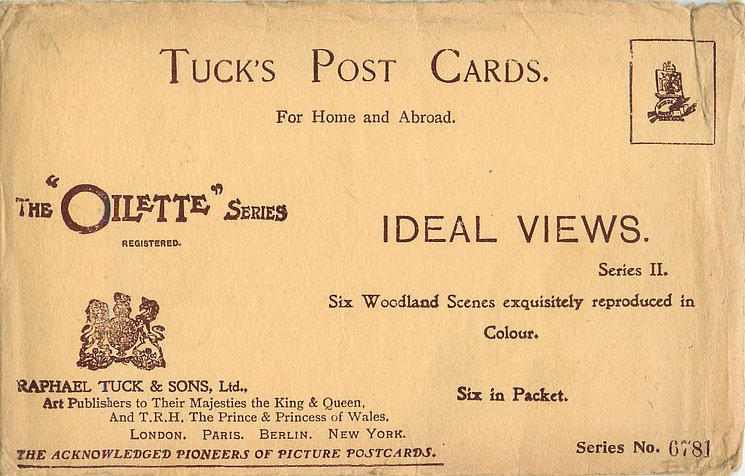 TUCK'S POST CARDS.
For Home and Abroad.
THE "OILETTE" SERIES
REGISTERED.
IDEAL VIEWS.
Series II.
Six Woodland Scenes exquisitely reproduced in
Colour.
Six in Packet.
RAPHAEL TUCK & SONS, Ltd.,
Art Publishers to Their Majesties the King & Queen,
And T.R.H. The Prince & Princess of Wales.
LONDON. PARIS. BERLIN. NEW YORK.
THE ACKNOWLEDGED PIONEERS OF PICTURE POSTCARDS.
Series No. 6781